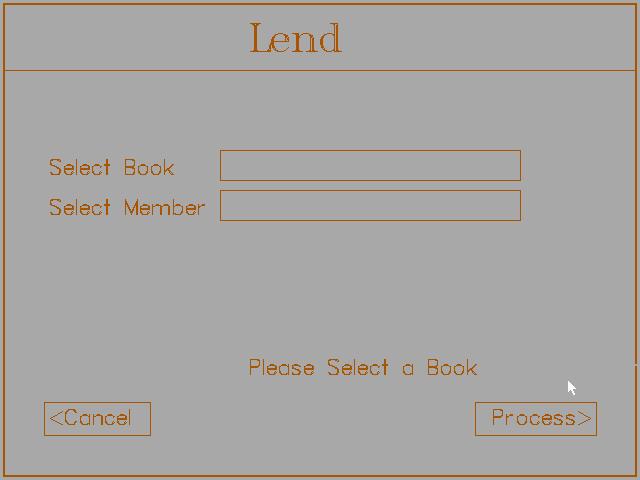 Lend
Select Book
Select Member
Please Select a Book
<Cancel
Process>